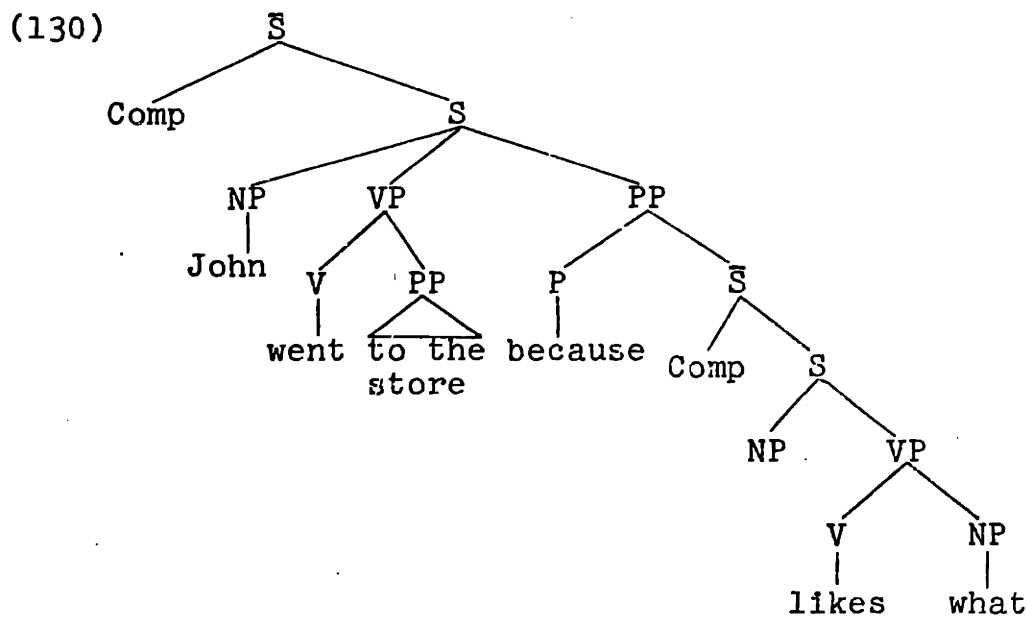 (130) S̄
Comp S
NP VP PP
John V PP P S̄
went to the because Comp S
store
NP VP
V NP
likes what